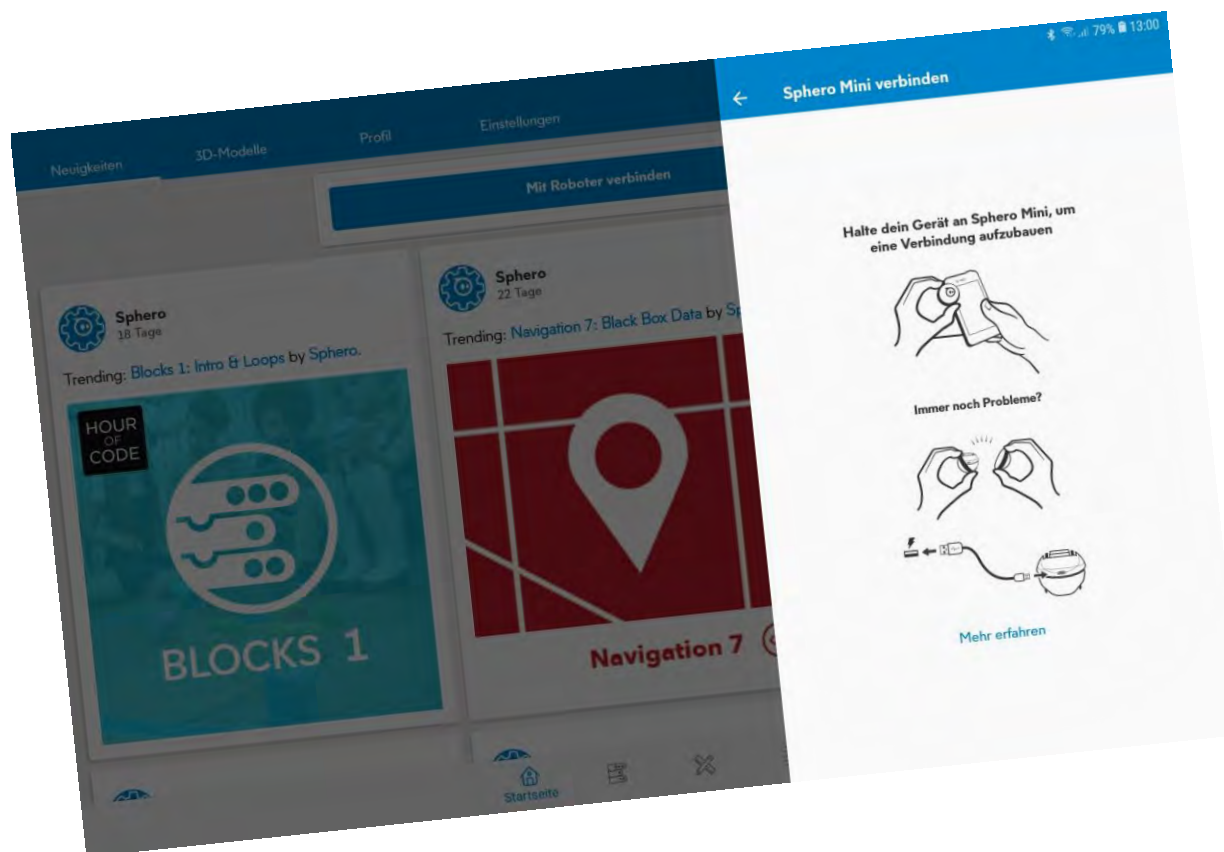 79% 13:00
Neuigkeiten
3D-Modelle
Profil
Einstellungen
Mit Roboter verbinden
Sphero
18 Tage
Trending: Blocks 1: Intro & Loops by Sphero.
HOUR
OF
CODE
BLOCKS 1
Sphero
22 Tage
Trending: Navigation 7: Black Box Data by
Navigation 7
Startseite
Sphero Mini verbinden
Halte dein Gerät an Sphero Mini, um
eine Verbindung aufzubauen
Immer noch Probleme?
Mehr erfahren